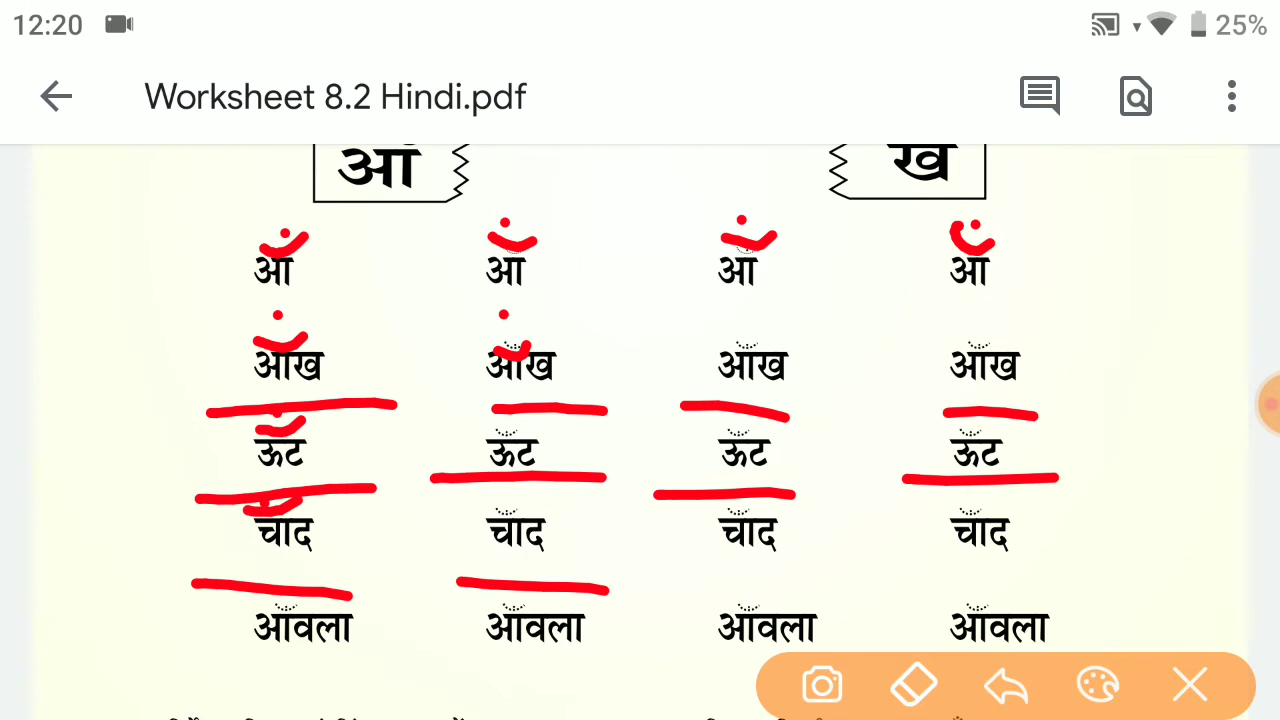 12:20 25%
Worksheet 8.2 Hindi.pdf
आँ ख
आँ आँ आँ आँ
आँख आँख आँख आँख
ऊँट ऊँट ऊँट ऊँट
चाँद चाँद चाँद चाँद
आँवला आँवला आँवला आँवला